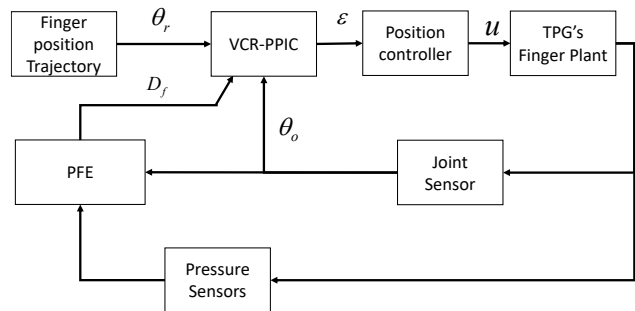 Finger
position
Trajectory
θr
VCR-PPIC
ε
Position
controller
u
TPG's
Finger Plant
Df
θo
PFE
Joint
Sensor
Pressure
Sensors